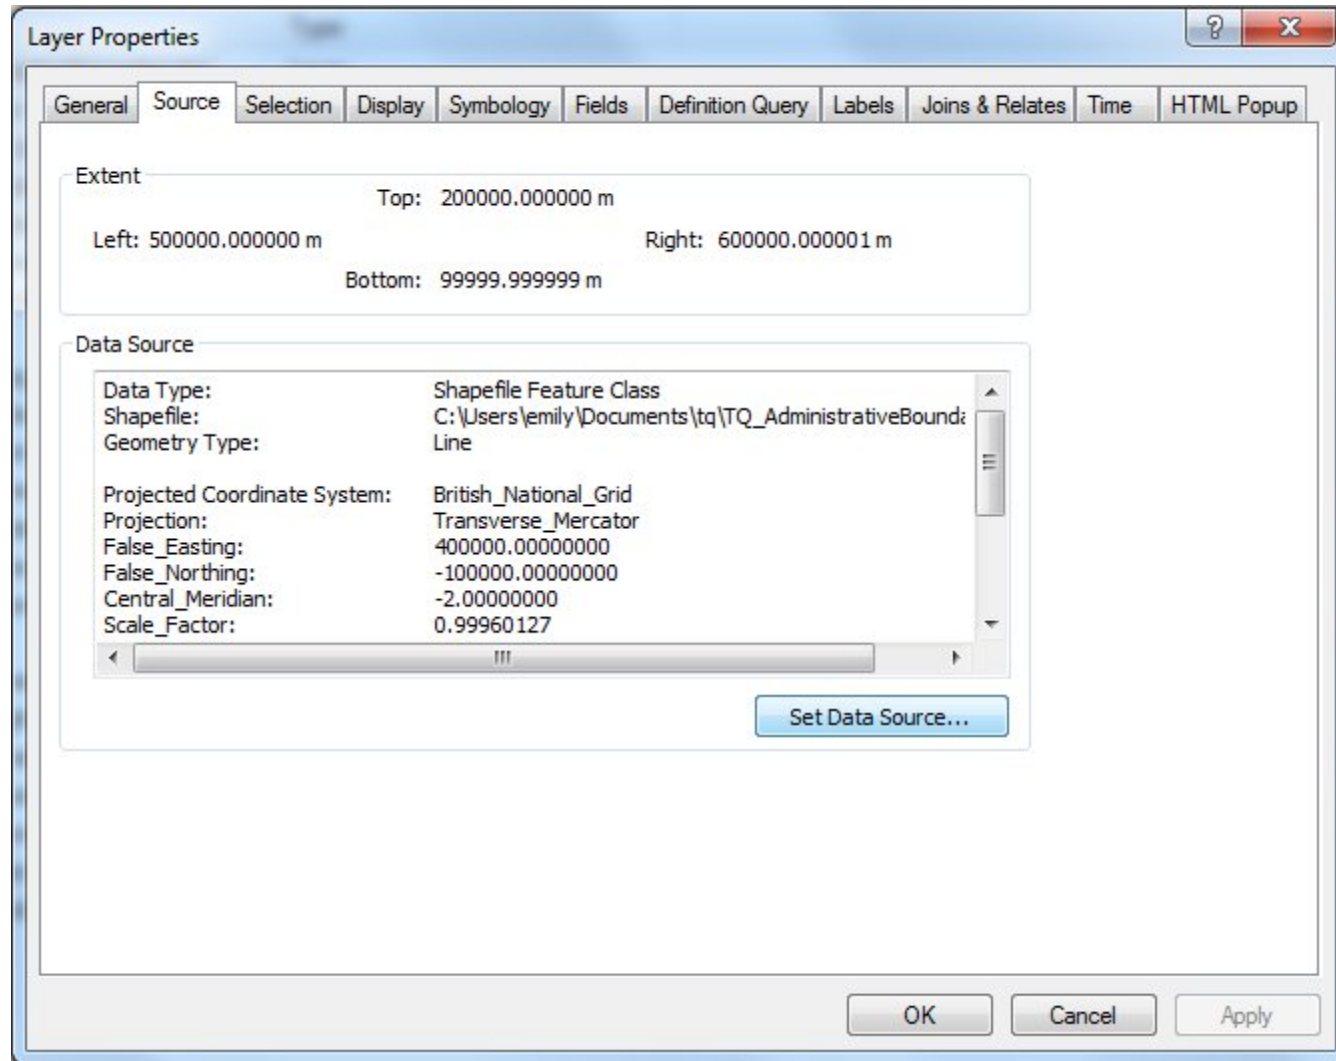 Layer Properties
General Source Selection Display Symbology Fields Definition Query Labels Joins & Relates Time HTML Popup
Extent
Top: 200000.000000 m
Left: 500000.000000 m Right: 600000.000001 m
Bottom: 99999.999999 m
Data Source
Data Type: Shapefile Feature Class
Shapefile: C:\Users\emily\Documents\tq\TQ_AdministrativeBounda
Geometry Type: Line
Projected Coordinate System: British_National_Grid
Projection: Transverse_Mercator
False_Easting: 400000.00000000
False_Northing: -100000.00000000
Central_Meridian: -2.00000000
Scale_Factor: 0.99960127
Set Data Source...
OK Cancel Apply